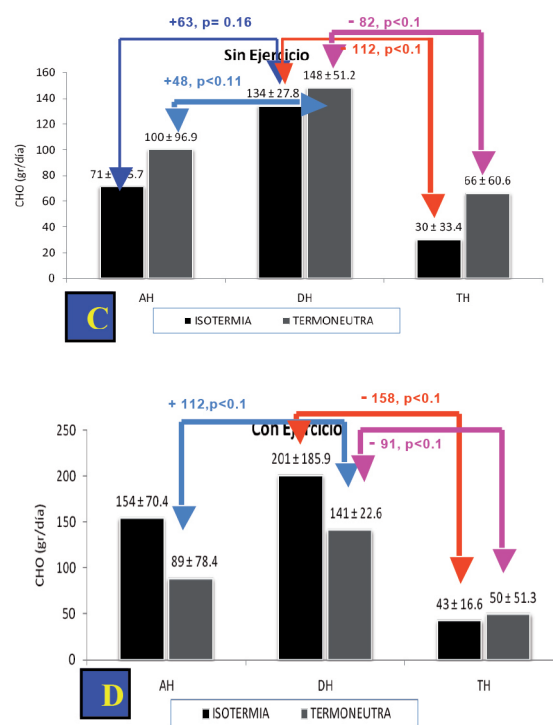 +63, p= 0.16
- 82, p<0.1
Sin Ejercicio
- 112, p<0.1
+48, p<0.11
CHO (gr/día)
160
140
120
100
80
60
40
20
0
100±96.9
134±27.8
148±51.2
30±33.4
66±60.6
AH
DH
TH
C
ISOTERMIA
TERMONEUTRA
+ 112,p<0.1
- 158, p<0.1
Con Ejercicio
- 91, p<0.1
CHO (gr/día)
250
200
150
100
50
0
154±70.4
89±78.4
201±185.9
141±22.6
43±16.6
50±51.3
AH
DH
TH
D
ISOTERMIA
TERMONEUTRA